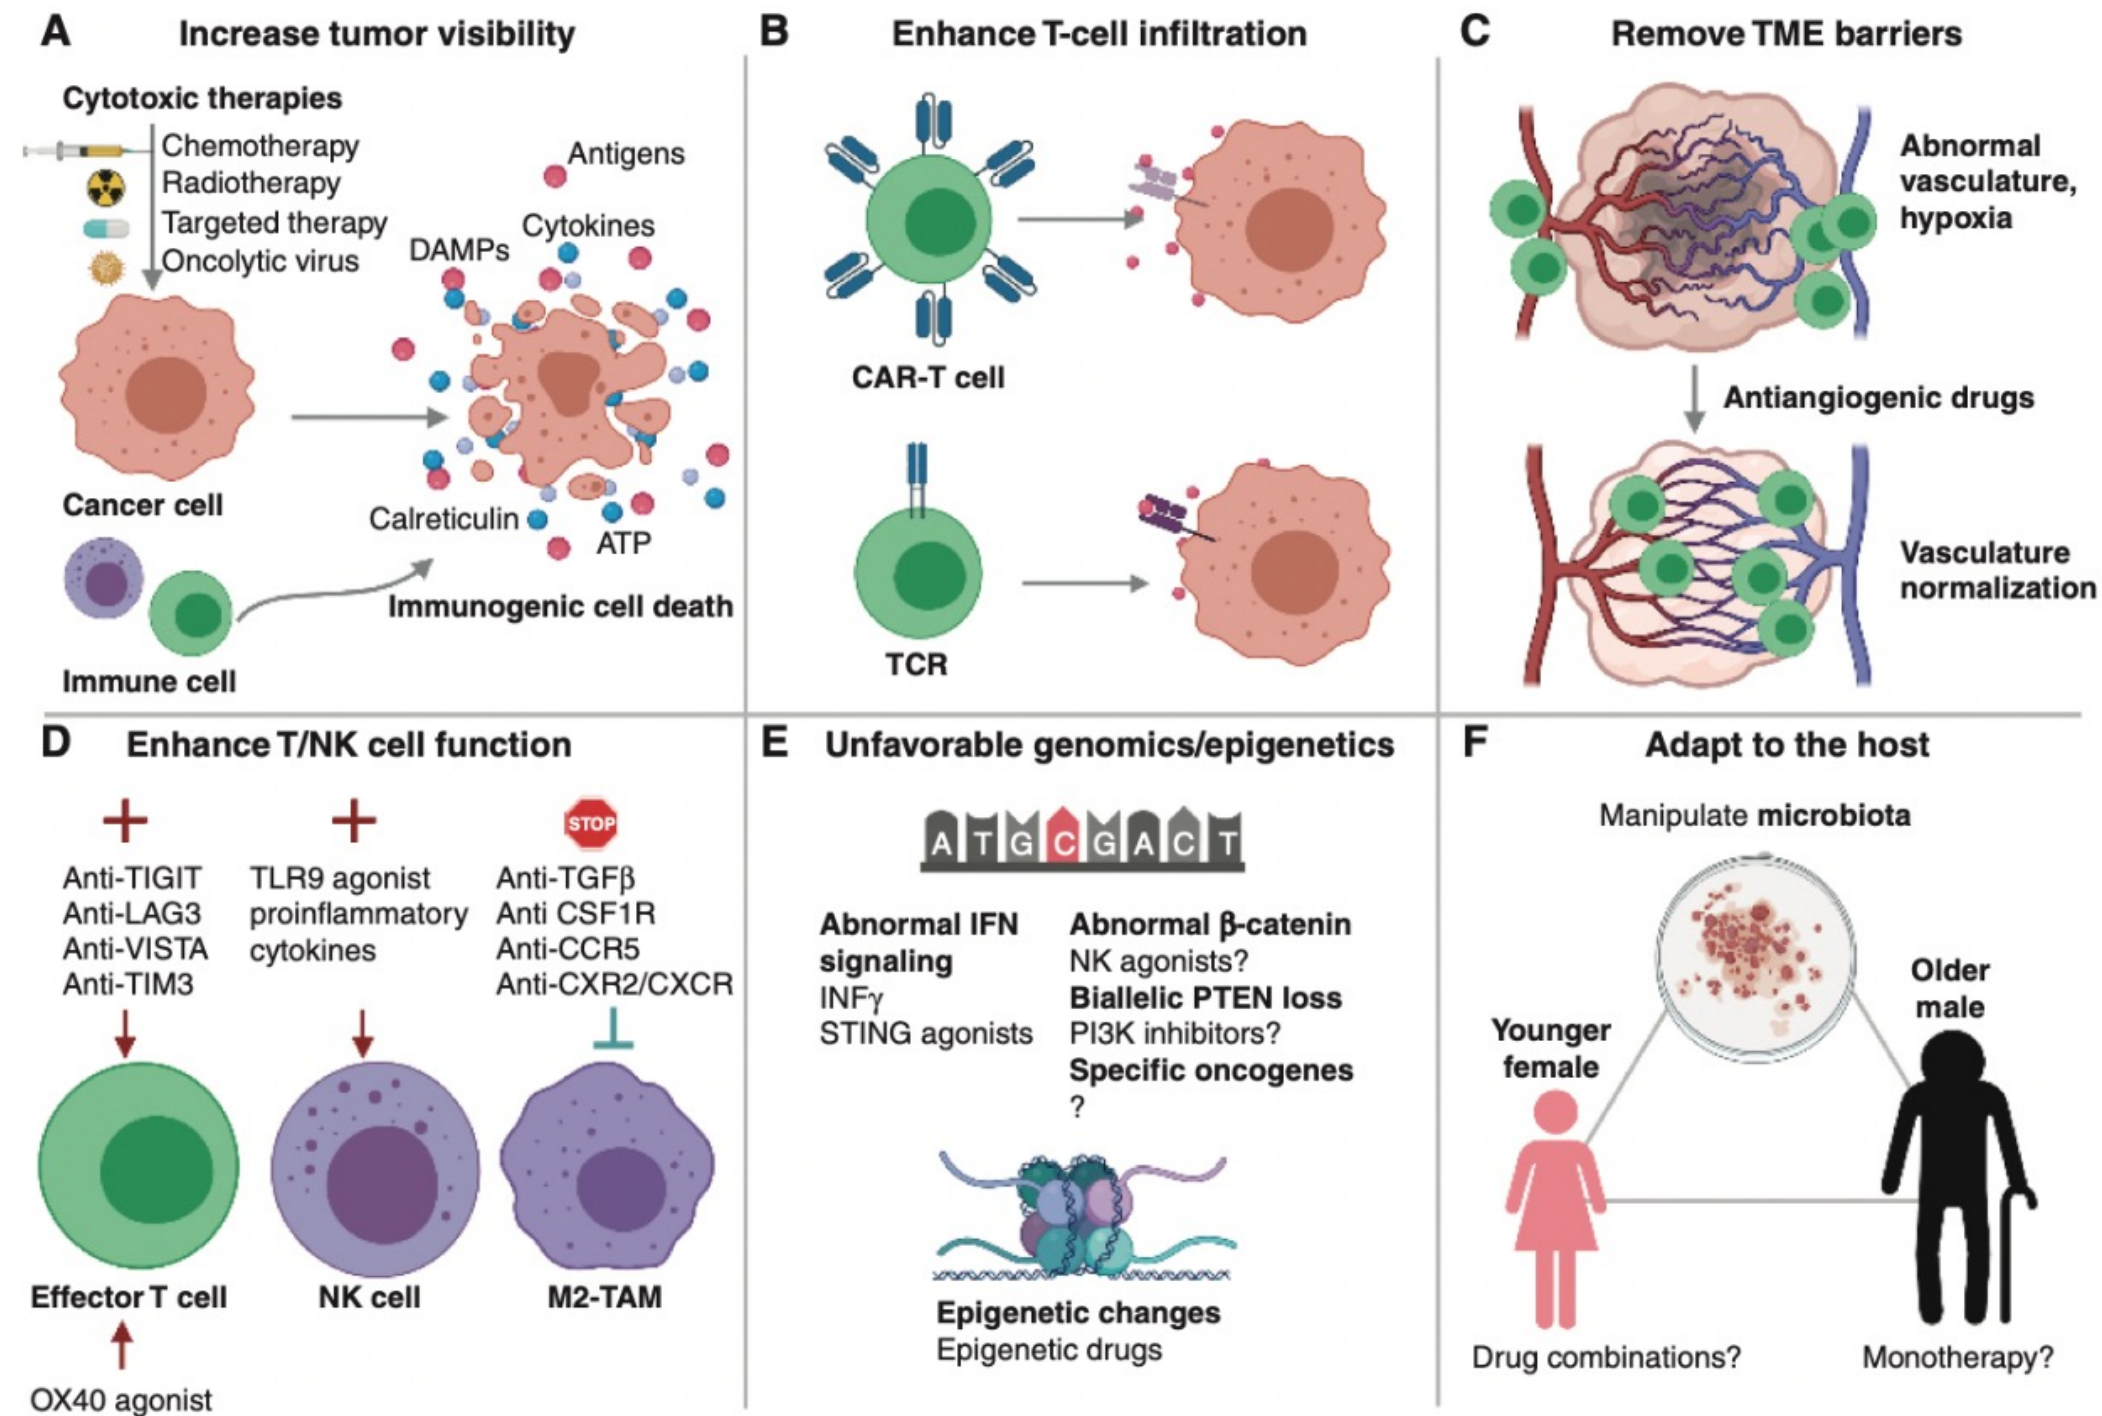 A Increase tumor visibility
Cytotoxic therapies
Chemotherapy
Radiotherapy
Targeted therapy
Oncolytic virus
Antigens
Cytokines
DAMPs
Cancer cell
Calreticulin
ATP
Immunogenic cell death
Immune cell
B Enhance T-cell infiltration
CAR-T cell
TCR
C Remove TME barriers
Abnormal
vasculature,
hypoxia
Antiangiogenic drugs
Vasculature
normalization
D Enhance T/NK cell function
Anti-TIGIT
Anti-LAG3
Anti-VISTA
Anti-TIM3
TLR9 agonist
proinflammatory
cytokines
STOP
Anti-TGFβ
Anti CSF1R
Anti-CCR5
Anti-CXR2/CXCR
Effector T cell
NK cell
M2-TAM
OX40 agonist
E Unfavorable genomics/epigenetics
A T G C G A C T
Abnormal IFN
signaling
INFγ
STING agonists
Abnormal β-catenin
NK agonists?
Biallelic PTEN loss
PI3K inhibitors?
Specific oncogenes
?
Epigenetic changes
Epigenetic drugs
F Adapt to the host
Manipulate microbiota
Younger
female
Older
male
Drug combinations?
Monotherapy?